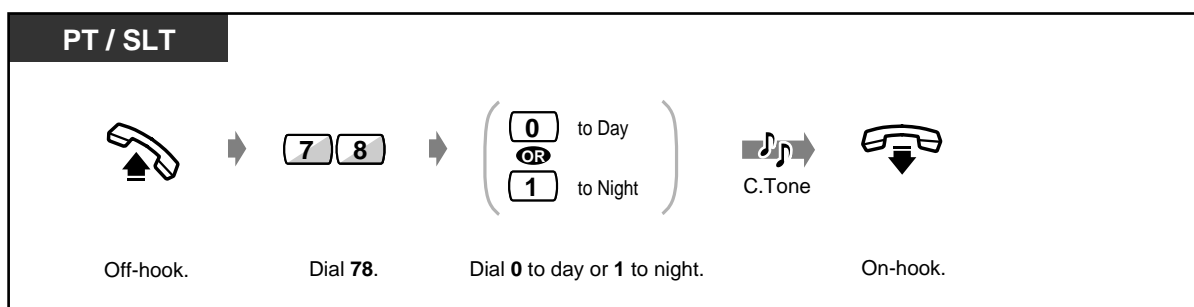 PT / SLT
7 8
0 to Day
OR
1 to Night
C.Tone
Off-hook.
Dial 78.
Dial 0 to day or 1 to night.
On-hook.